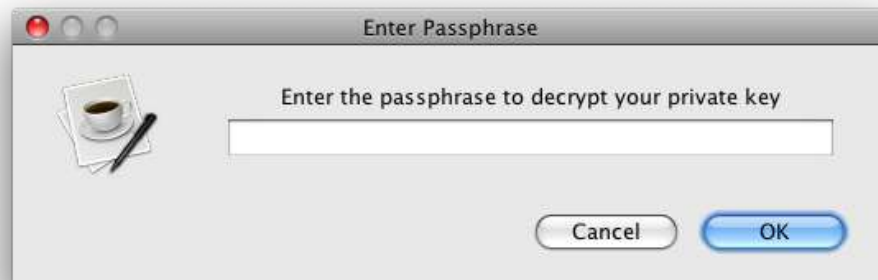 Enter Passphrase
Enter the passphrase to decrypt your private key
Cancel
OK